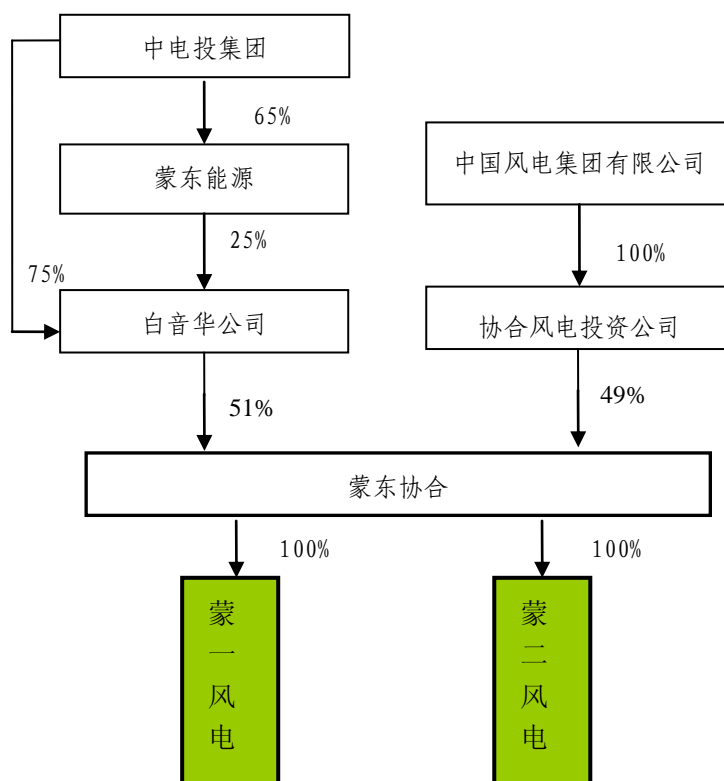 中电投集团
65%
蒙东能源
中国风电集团有限公司
25%
100%
75%
白音华公司
协合风电投资公司
51%
49%
蒙东协合
100%
100%
蒙一风电
蒙二风电